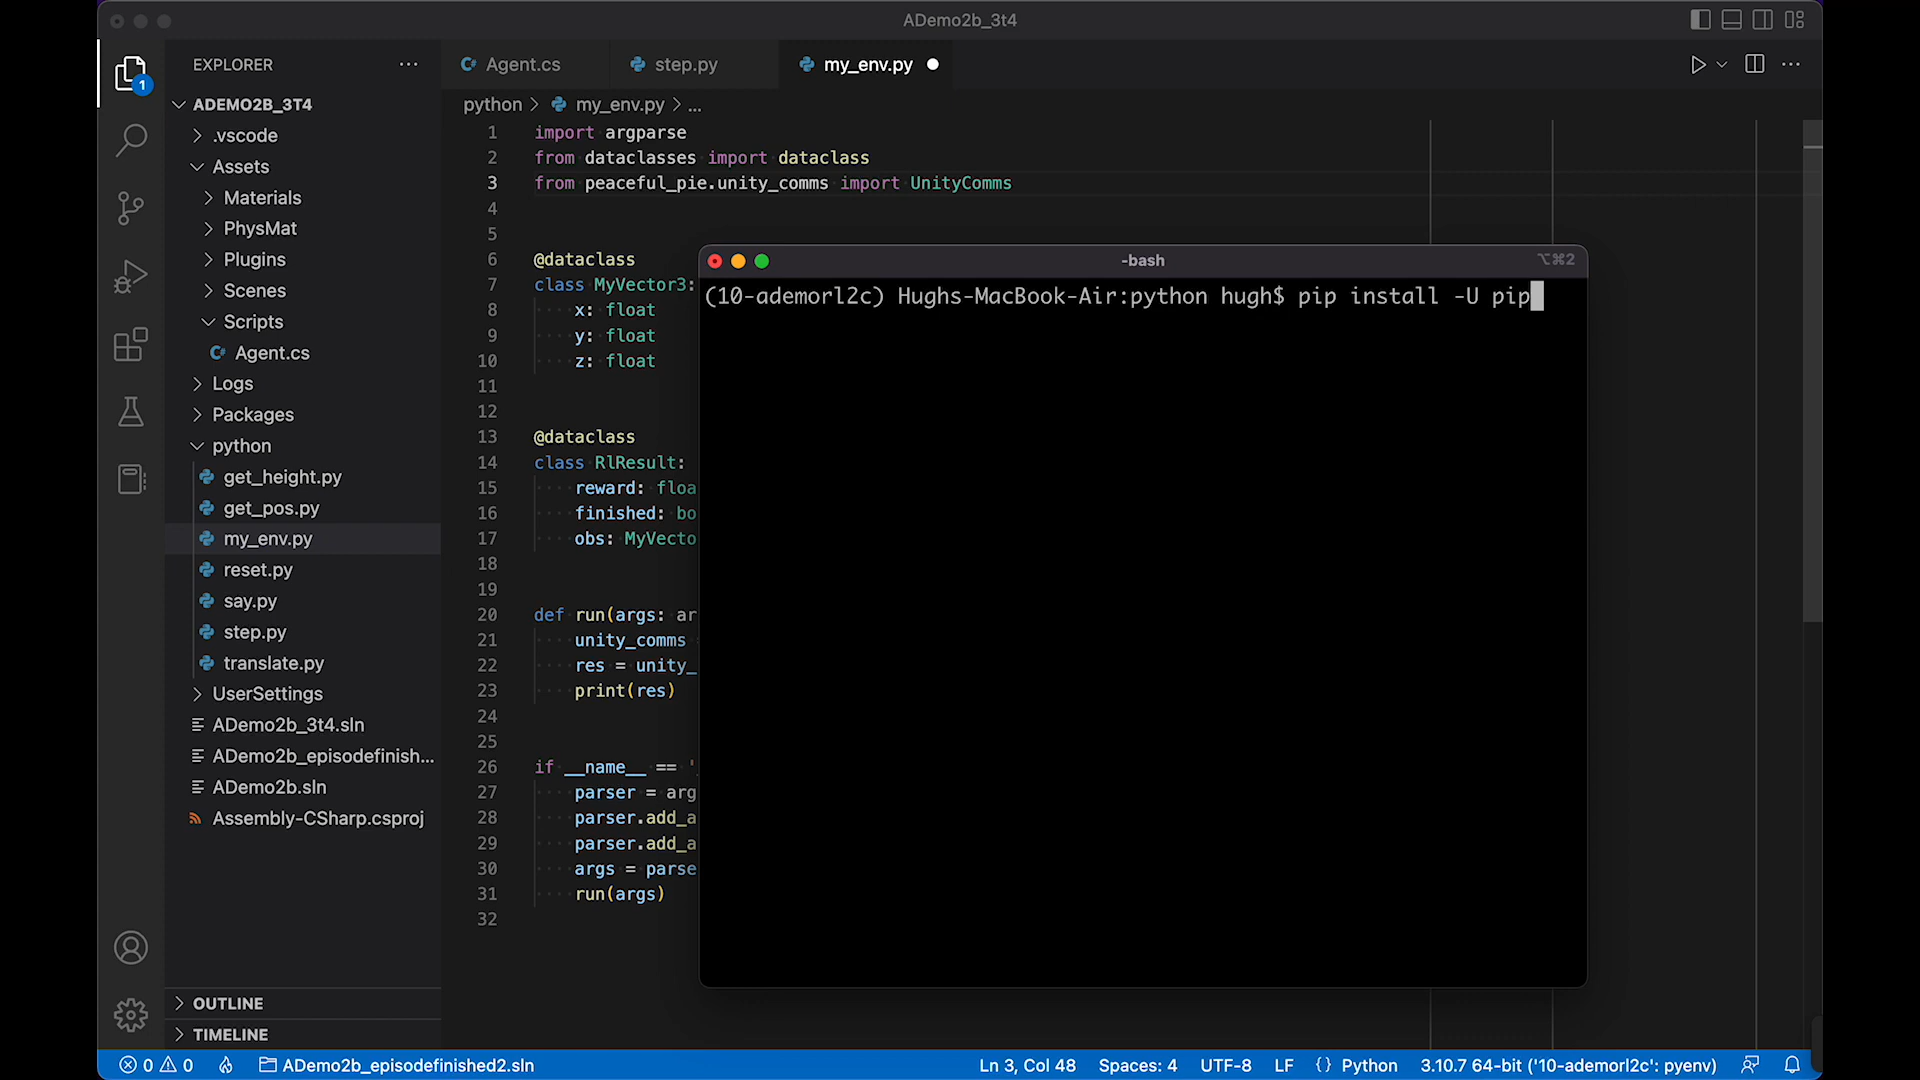 ADemo2b_3t4
EXPLORER
ADEMO2B_3T4
.vscode
Assets
Materials
PhysMat
Plugins
Scenes
Scripts
Agent.cs
Logs
Packages
python
get_height.py
get_pos.py
my_env.py
reset.py
say.py
step.py
translate.py
UserSettings
ADemo2b_3t4.sln
ADemo2b_episodefinish...
ADemo2b.sln
Assembly-CSharp.csproj
OUTLINE
TIMELINE
1
Agent.cs
step.py
my_env.py
python > my_env.py > ...
1 import argparse
2 from dataclasses import dataclass
3 from peaceful_pie.unity_comms import UnityComms
4
5
6 @dataclass
7 class MyVector3:
8 x: float
9 y: float
10 z: float
11
12
13 @dataclass
14 class RlResult:
15 reward: floa
16 finished: bo
17 obs: MyVecto
18
19
20 def run(args: ar
21 unity_comms
22 res = unity_
23 print(res)
24
25
26 if __name__ == '
27 parser = arg
28 parser.add_a
29 parser.add_a
30 args = parse
31 run(args)
32
-bash
⌥⌘2
(10-ademorl2c) Hughs-MacBook-Air:python hugh$ pip install -U pip
0 0 ADemo2b_episodefinished2.sln
Ln 3, Col 48 Spaces: 4 UTF-8 LF {} Python 3.10.7 64-bit ('10-ademorl2c': pyenv)